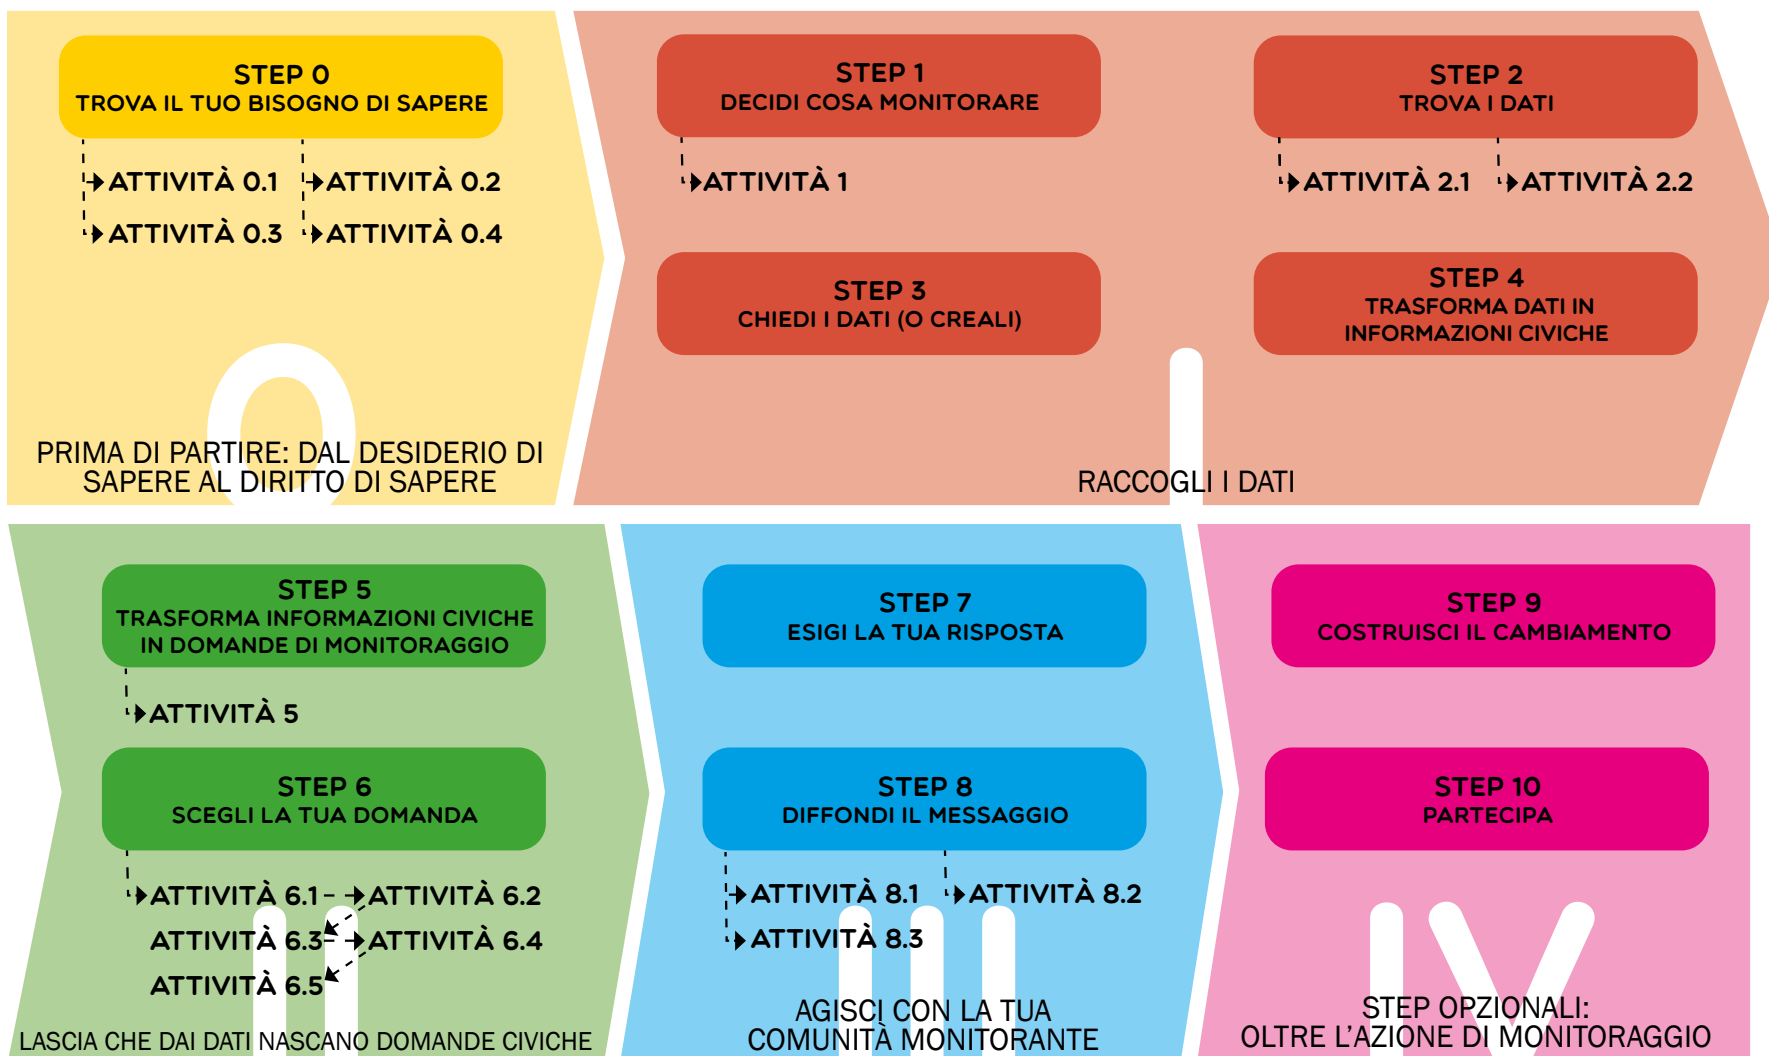 STEP 0
TROVA IL TUO BISOGNO DI SAPERE
ATTIVITÀ 0.1
ATTIVITÀ 0.2
ATTIVITÀ 0.3
ATTIVITÀ 0.4
0
PRIMA DI PARTIRE: DAL DESIDERIO DI
SAPERE AL DIRITTO DI SAPERE
STEP 1
DECIDI COSA MONITORARE
ATTIVITÀ 1
STEP 2
TROVA I DATI
ATTIVITÀ 2.1
ATTIVITÀ 2.2
STEP 3
CHIEDI I DATI (O CREALI)
STEP 4
TRASFORMA DATI IN
INFORMAZIONI CIVICHE
I
RACCOGLI I DATI
STEP 5
TRASFORMA INFORMAZIONI CIVICHE
IN DOMANDE DI MONITORAGGIO
ATTIVITÀ 5
STEP 6
SCEGLI LA TUA DOMANDA
ATTIVITÀ 6.1
ATTIVITÀ 6.2
ATTIVITÀ 6.3
ATTIVITÀ 6.4
ATTIVITÀ 6.5
II
LASCIA CHE DAI DATI NASCANO DOMANDE CIVICHE
STEP 7
ESIGI LA TUA RISPOSTA
STEP 8
DIFFONDI IL MESSAGGIO
ATTIVITÀ 8.1
ATTIVITÀ 8.2
ATTIVITÀ 8.3
III
AGISCI CON LA TUA
COMUNITÀ MONITORANTE
STEP 9
COSTRUISCI IL CAMBIAMENTO
STEP 10
PARTECIPA
IV
STEP OPZIONALI:
OLTRE L'AZIONE DI MONITORAGGIO